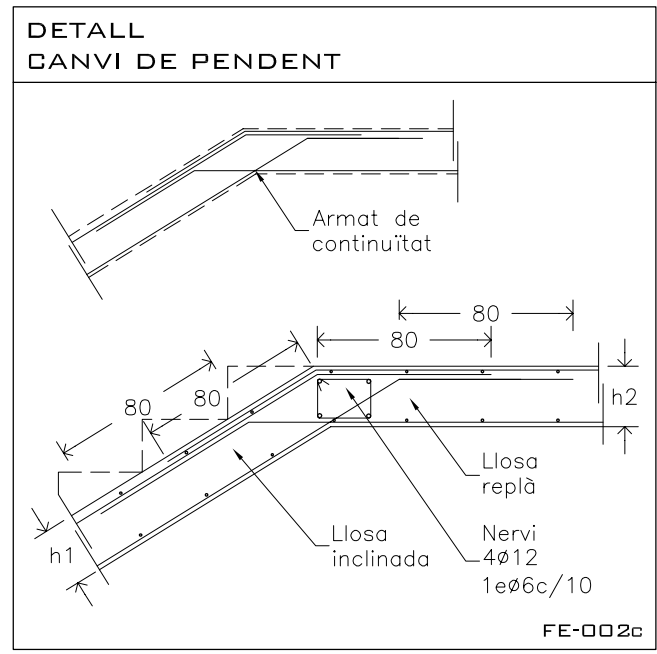 DETALL
CANVI DE PENDENT
Armat de
continuïtat
80
80
80
80
h2
h1
Llosa
replà
Llosa
inclinada
Nervi
4ø12
1eø6c/10
FE-002c